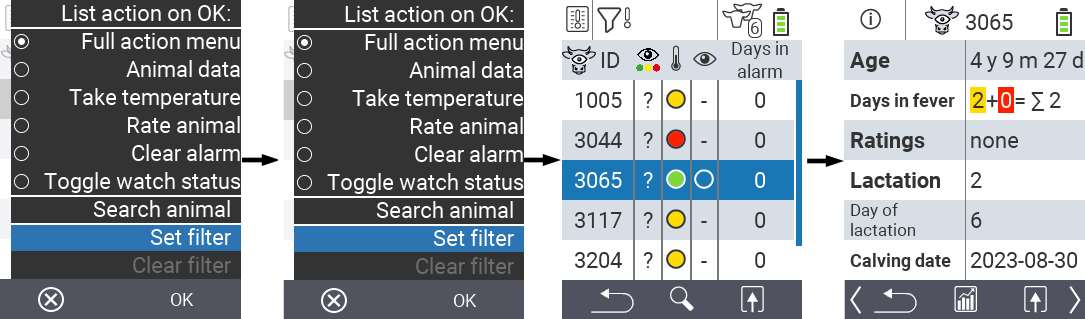 List action on OK:
Full action menu
Animal data
Take temperature
Rate animal
Clear alarm
Toggle watch status
Search animal
Set filter
Clear filter
OK
List action on OK:
Full action menu
Animal data
Take temperature
Rate animal
Clear alarm
Toggle watch status
Search animal
Set filter
Clear filter
OK
6
ID
Days in
alarm
1005 ? - 0
3044 ? - 0
3065 ? 0
3117 ? - 0
3204 ? - 0
3065
Age 4 y 9 m 27 d
Days in fever 2+0= ∑ 2
Ratings none
Lactation 2
Day of
lactation 6
Calving date 2023-08-30